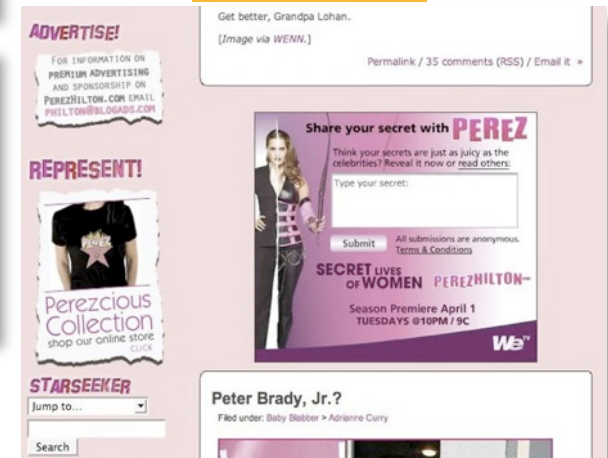 ADVERTISE!
FOR INFORMATION ON
PREMIUM ADVERTISING
AND SPONSORSHIP ON
PEREZHILTON.COM EMAIL
PHILTON@BLOGADS.COM
REPRESENT!
PEREZ
Perezcious
Collection
shop our online store
CLICK
STARSEEKER
Jump to...
Search
Get better, Grandpa Lohan.
[Image via WENN.]
Permalink / 35 comments (RSS) / Email it »
Share your secret with PEREZ
Think your secrets are just as juicy as the
celebrities? Reveal it now or read others:
Type your secret:
Submit
All submissions are anonymous.
Terms & Conditions
SECRET LIVES
OF WOMEN
PEREZHILTON
Season Premiere April 1
TUESDAYS @10PM / 9C
We TV
Peter Brady, Jr.?
Filed under: Baby Blabber > Adrianne Curry